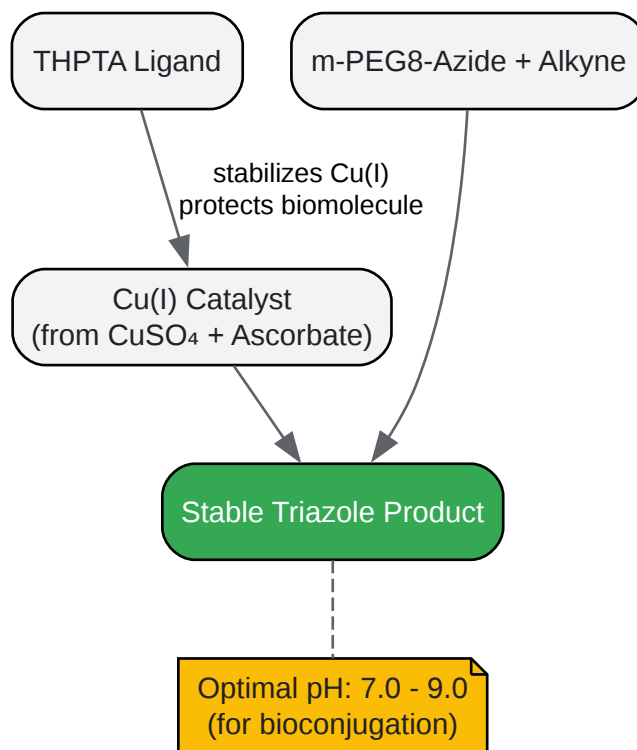 THPTA Ligand
m-PEG8-Azide + Alkyne
stabilizes Cu(I)
protects biomolecule
Cu(I) Catalyst
(from CuSO₄ + Ascorbate)
Stable Triazole Product
Optimal pH: 7.0 - 9.0
(for bioconjugation)